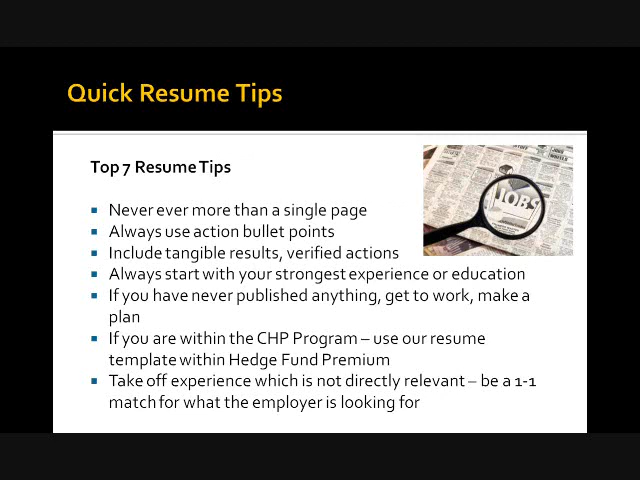 Quick Resume Tips
Top 7 Resume Tips
JOBS
Never ever more than a single page
Always use action bullet points
Include tangible results, verified actions
Always start with your strongest experience or education
If you have never published anything, get to work, make a
plan
If you are within the CHP Program – use our resume
template within Hedge Fund Premium
Take off experience which is not directly relevant – be a 1-1
match for what the employer is looking for